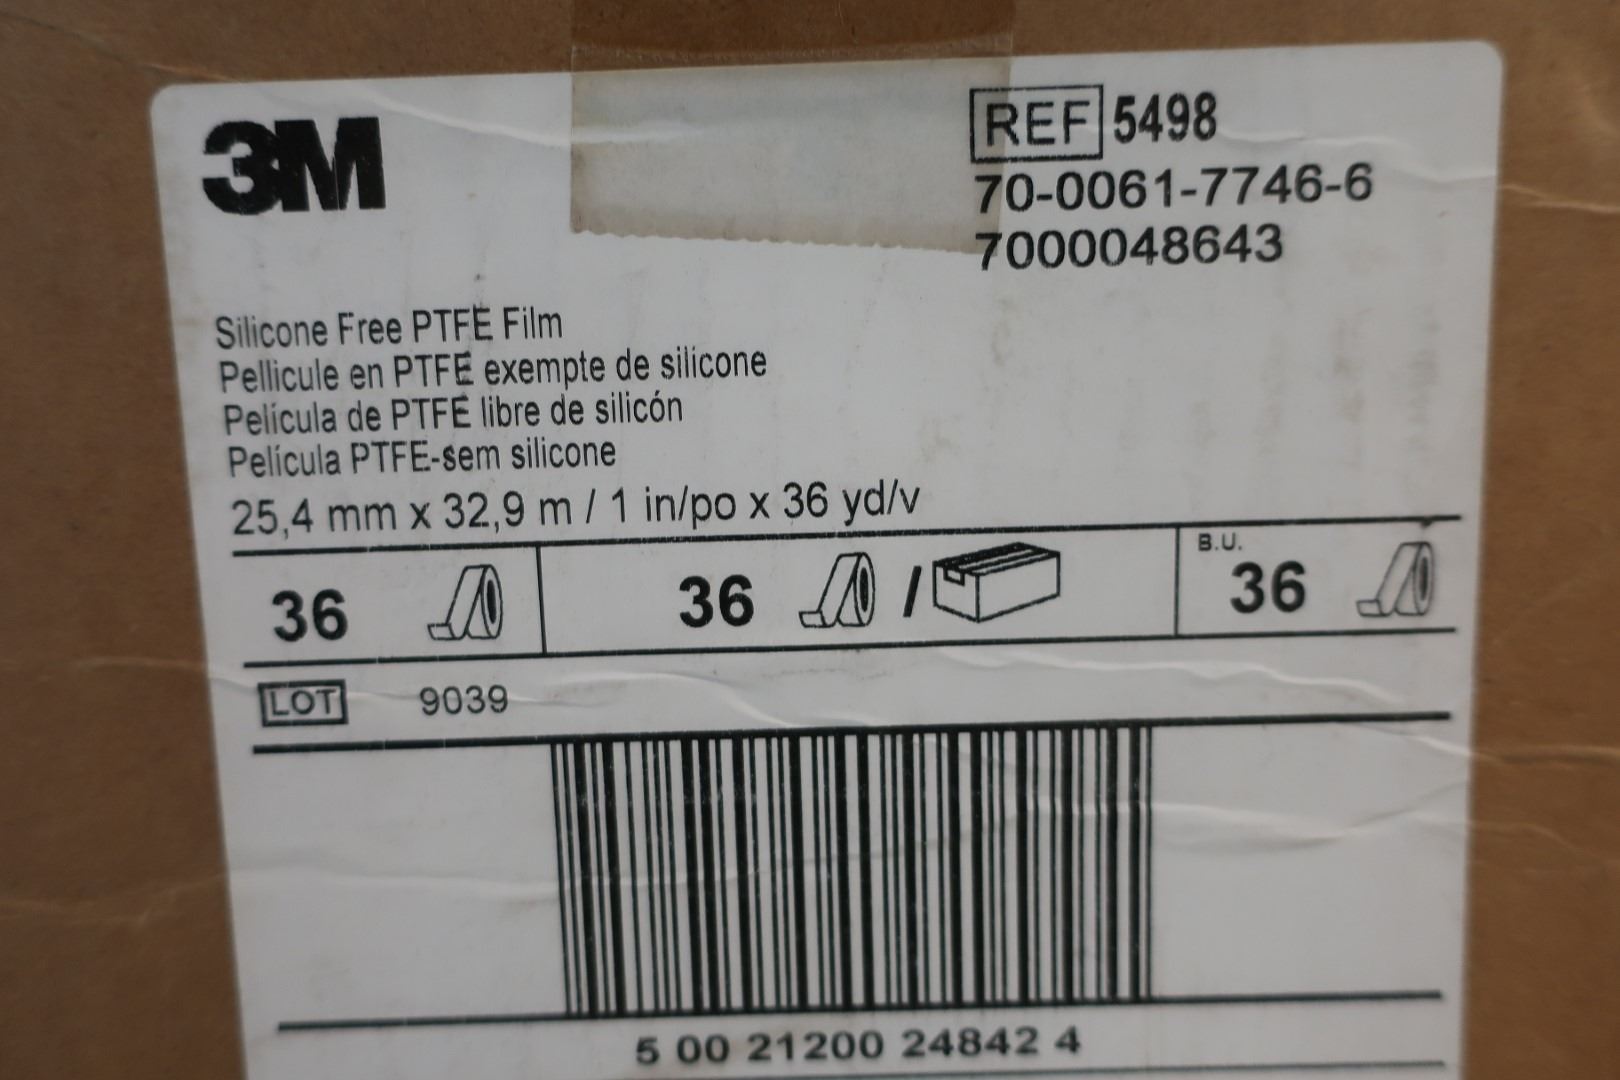 3M
REF 5498
70-0061-7746-6
7000048643
Silicone Free PTFE Film
Pellicule en PTFE exempte de silicone
Película de PTFE libre de silicón
Película PTFE-sem silicone
25,4 mm x 32,9 m / 1 in/po x 36 yd/v
36 36 / B.U. 36
LOT 9039
5 00 21200 24842 4